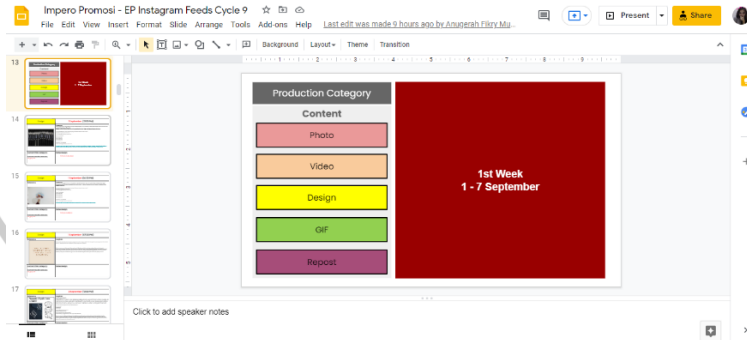 Impero Promosi - EP Instagram Feeds Cycle 9
File Edit View Insert Format Slide Arrange Tools Add-ons Help Last edit was made 9 hours ago by Anugerah Fikry Mu...
Present
Share
Background Layout Theme Transition
13
Production Category
Content
Photo
Video
Design
GIF
Repost
1st Week
1 - 7 September
14
15
16
17
Click to add speaker notes